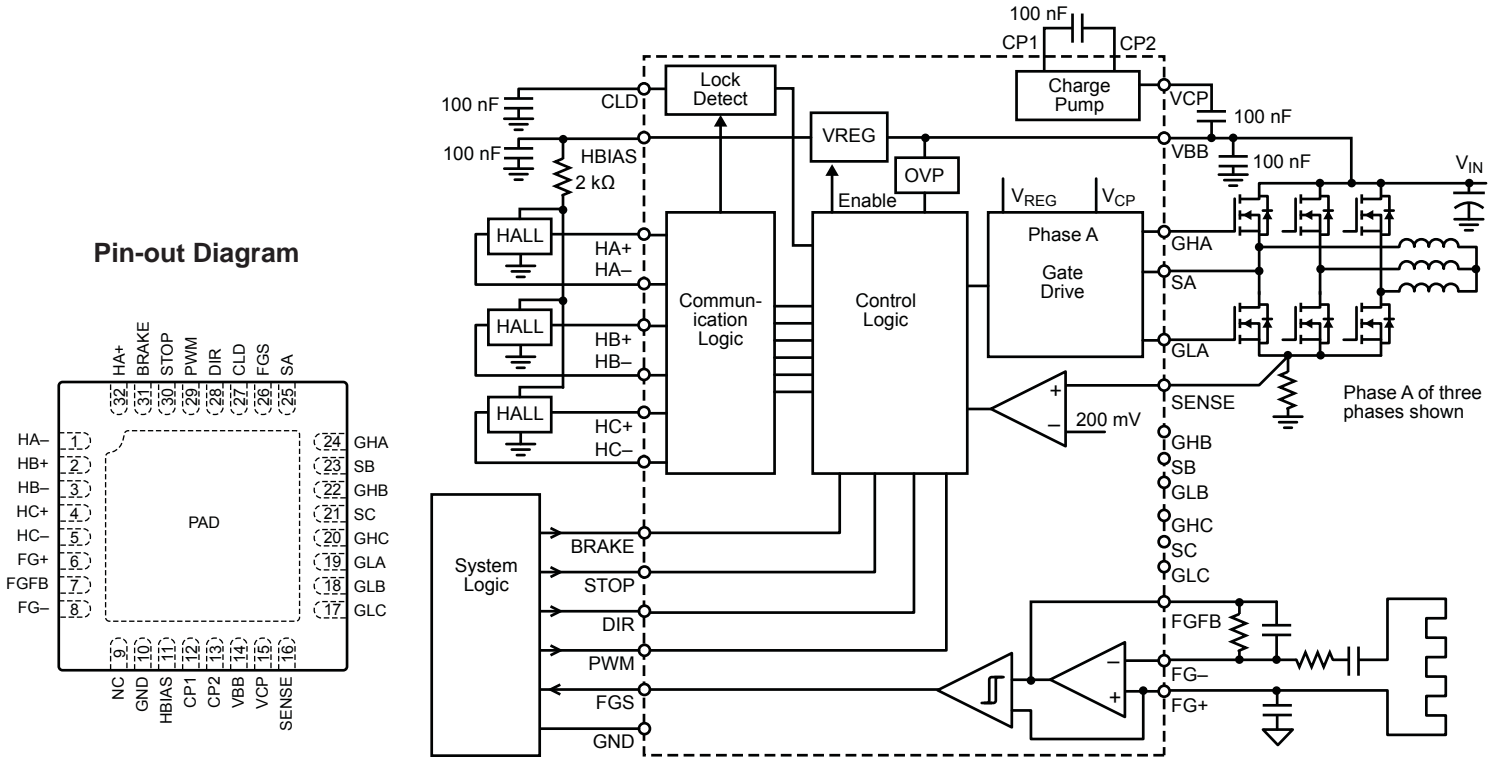 Pin-out Diagram
HA+
BRAKE
STOP
PWM
DIR
CLD
FGS
SA
32
31
30
29
28
27
26
25
HA–
1
HB+
2
HB–
3
HC+
4
HC–
5
FG+
6
FGFB
7
FG–
8
PAD
24
GHA
23
SB
22
GHB
21
SC
20
GHC
19
GLA
18
GLB
17
GLC
9
10
11
12
13
14
15
16
NC
GND
HBIAS
CP1
CP2
VBB
VCP
SENSE
100 nF
CP1
CP2
Charge
Pump
VCP
100 nF
VBB
100 nF
100 nF
CLD
Lock
Detect
100 nF
HBIAS
2 kΩ
VREG
OVP
Enable
HALL
HA+
HA–
HALL
HB+
HB–
HALL
HC+
HC–
Commun-
ication
Logic
Control
Logic
VREG
VCP
Phase A
Gate
Drive
GHA
SA
GLA
VIN
SENSE
+
–
200 mV
Phase A of three
phases shown
GHB
SB
GLB
GHC
SC
GLC
System
Logic
BRAKE
STOP
DIR
PWM
FGS
GND
FGFB
–
FG–
+
FG+